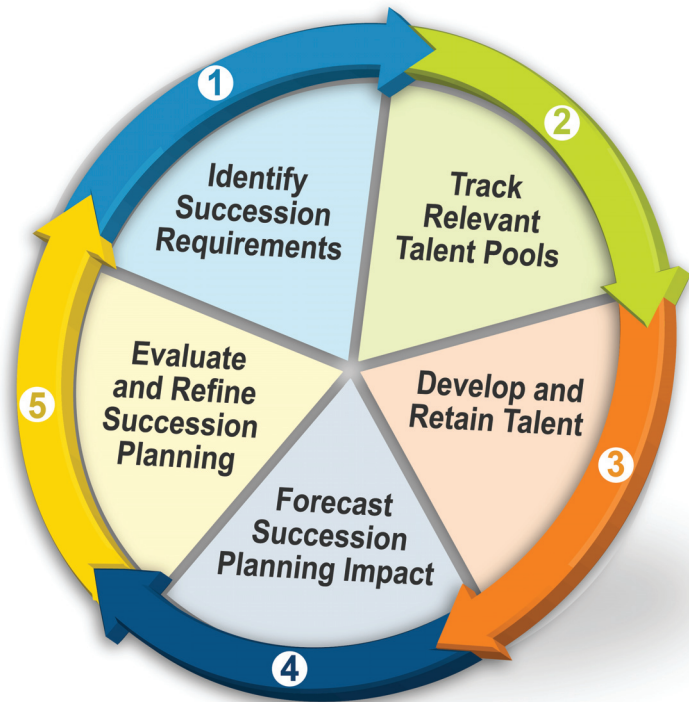 1
Identify
Succession
Requirements
2
Track
Relevant
Talent Pools
3
Develop and
Retain Talent
4
Forecast
Succession
Planning Impact
5
Evaluate
and Refine
Succession
Planning